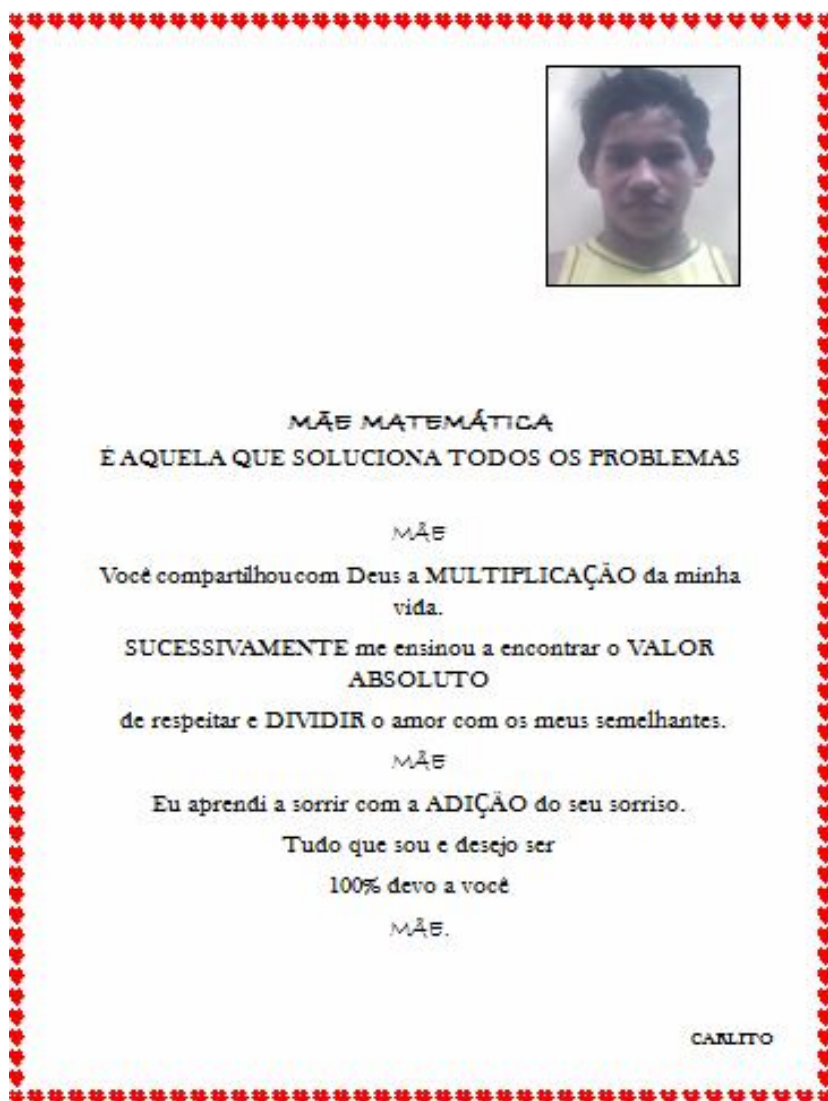 MÃE MATEMÁTICA
É AQUELA QUE SOLUCIONA TODOS OS PROBLEMAS
MÃE
Você compartilhou com Deus a MULTIPLICAÇÃO da minha
vida.
SUCESSIVAMENTE me ensinou a encontrar o VALOR
ABSOLUTO
de respeitar e DIVIDIR o amor com os meus semelhantes.
MÃE
Eu aprendi a sorrir com a ADIÇÃO do seu sorriso.
Tudo que sou e desejo ser
100% devo a você
MÃE.
CARLITO